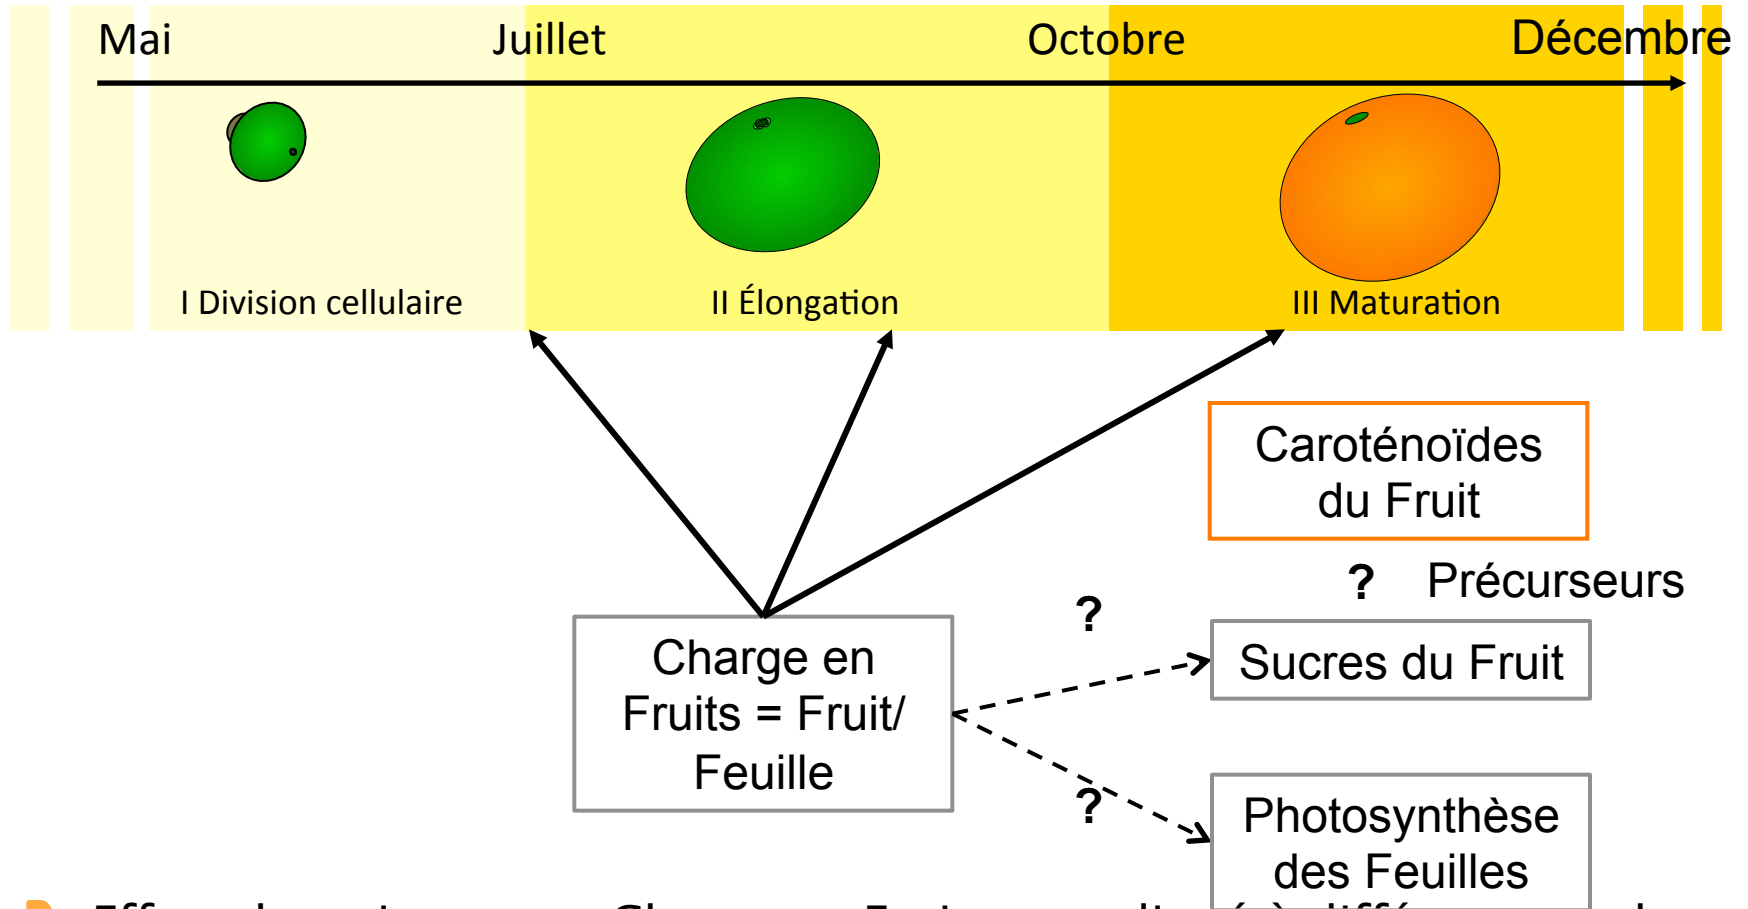 Mai Juillet Octobre Décembre
I Division cellulaire II Élongation III Maturation
Caroténoïdes
du Fruit
? Précurseurs
?
Charge en
Fruits = Fruit/
Feuille
Sucres du Fruit
?
Photosynthèse
des Feuilles